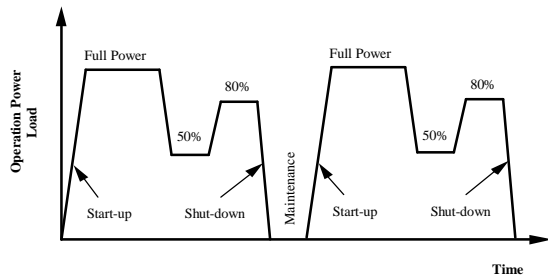 Operation Power
Load
Full Power
50%
80%
Start-up
Shut-down
Maintenance
Full Power
50%
80%
Start-up
Shut-down
Time